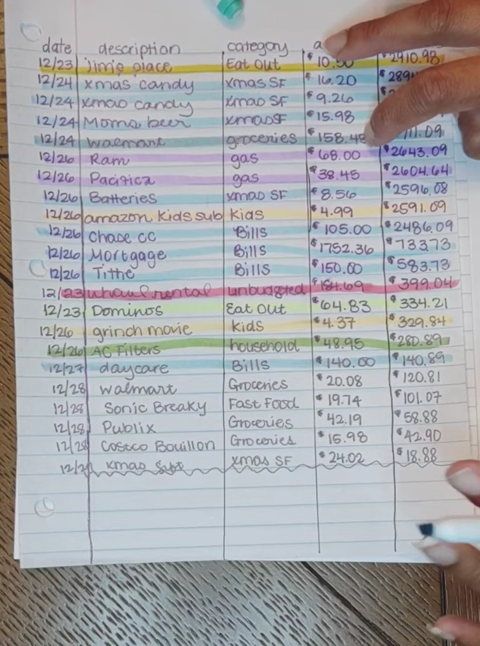 date description category a
12/23 Jim's place Eat Out $10.50 $2910.98
12/24 xmas candy xmas SF $16.20
12/24 xmas candy xmas SF $9.26
12/24 Moms beer xmas SF $15.98
12/24 Walmart groceries $158.45 11.09
12/26 Ram gas $68.00 $2643.09
12/26 Pacifica gas $38.45 $2604.64
12/26 Batteries xmas SF $8.56 $2596.08
12/26 amazon Kids sub Kids $4.99 $2591.09
12/26 Chase CC Bills $105.00 $2486.09
12/26 Mortgage Bills $1752.36 $733.73
12/26 Tithe Bills $150.00 $583.73
12/23 uhaul rental unbudgeted $184.69 $399.04
12/23 Dominos Eat Out $64.83 $334.21
12/26 grinch movie kids $4.37 $329.84
12/26 AC Filters household $48.95 $280.89
12/27 daycare Bills $140.00 $140.89
12/28 walmart Groceries $20.08 $120.81
12/28 Sonic Breaky Fast Food $19.74 $101.07
12/28 Publix Groceries $42.19 $58.88
12/28 Costco Bouillon Groceries $15.98 $42.90
xmas xmas SF $24.02 $18.88